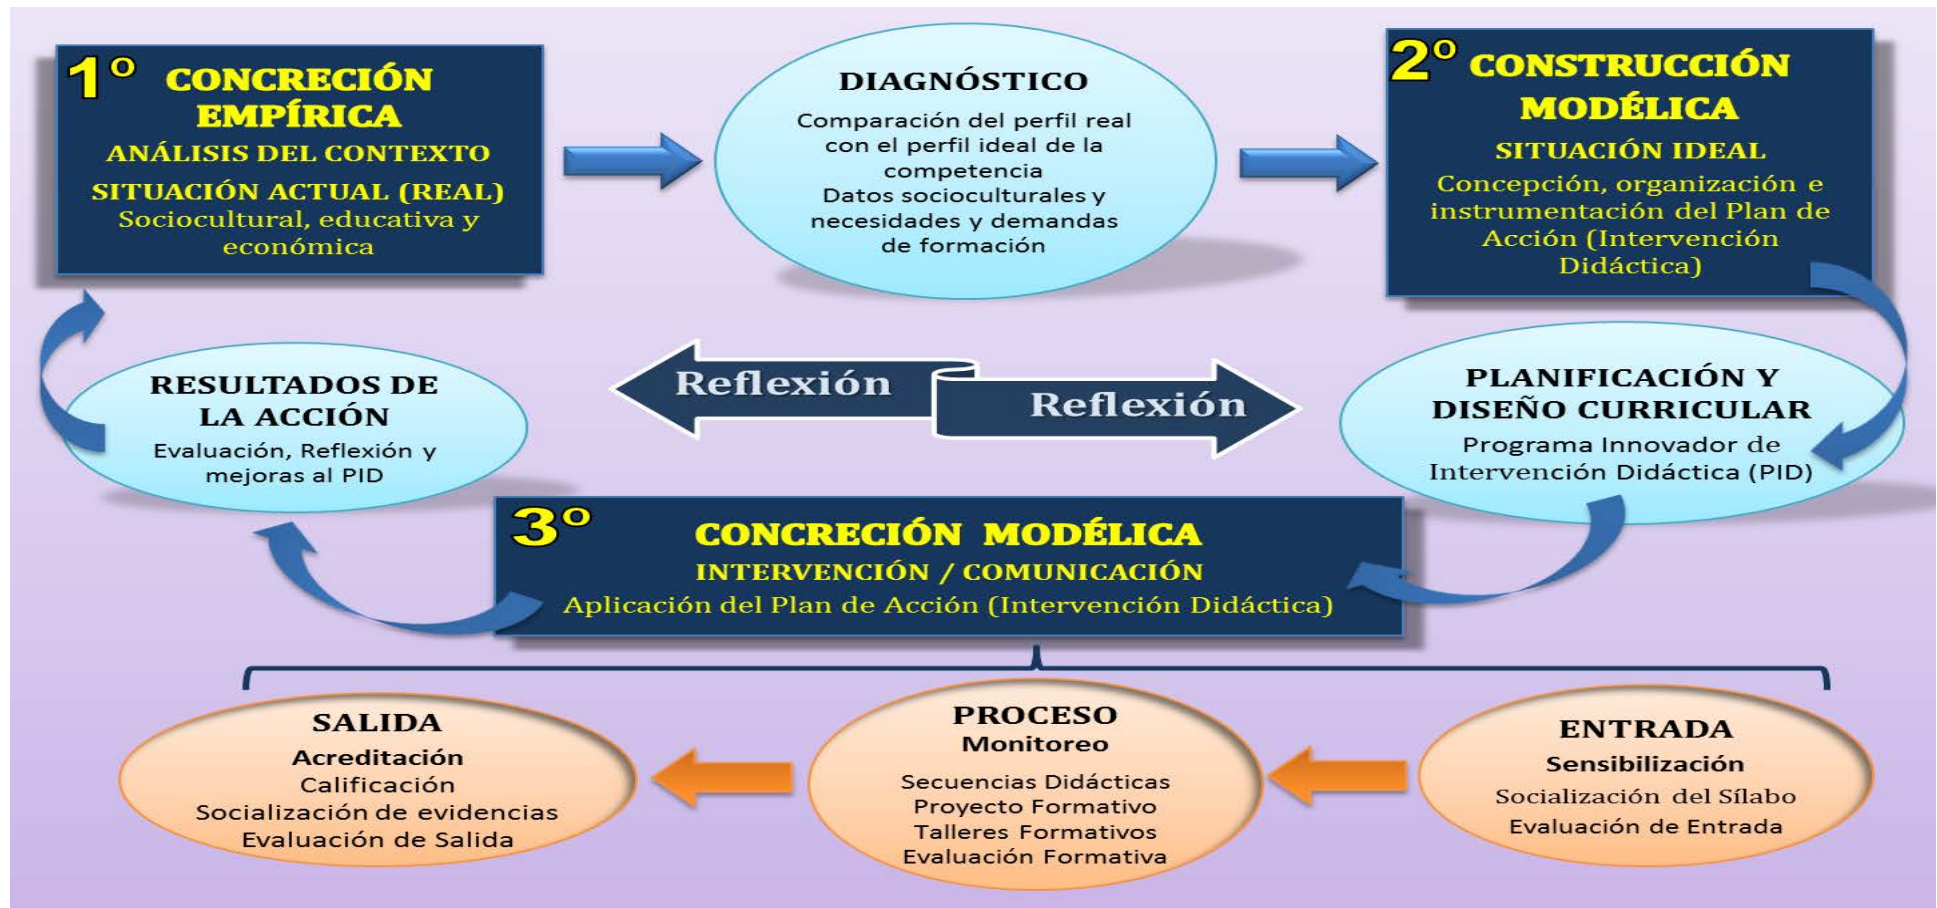 1º CONCRECIÓN
EMPÍRICA
ANÁLISIS DEL CONTEXTO
SITUACIÓN ACTUAL (REAL)
Sociocultural, educativa y
económica
DIAGNÓSTICO
Comparación del perfil real
con el perfil ideal de la
competencia
Datos socioculturales y
necesidades y demandas
de formación
2º CONSTRUCCIÓN
MODÉLICA
SITUACIÓN IDEAL
Concepción, organización e
instrumentación del Plan de
Acción (Intervención
Didáctica)
RESULTADOS DE
LA ACCIÓN
Evaluación, Reflexión y
mejoras al PID
Reflexión
Reflexión
PLANIFICACIÓN Y
DISEÑO CURRICULAR
Programa Innovador de
Intervención Didáctica (PID)
3º CONCRECIÓN MODÉLICA
INTERVENCIÓN / COMUNICACIÓN
Aplicación del Plan de Acción (Intervención Didáctica)
SALIDA
Acreditación
Calificación
Socialización de evidencias
Evaluación de Salida
PROCESO
Monitoreo
Secuencias Didácticas
Proyecto Formativo
Talleres Formativos
Evaluación Formativa
ENTRADA
Sensibilización
Socialización del Sílabo
Evaluación de Entrada